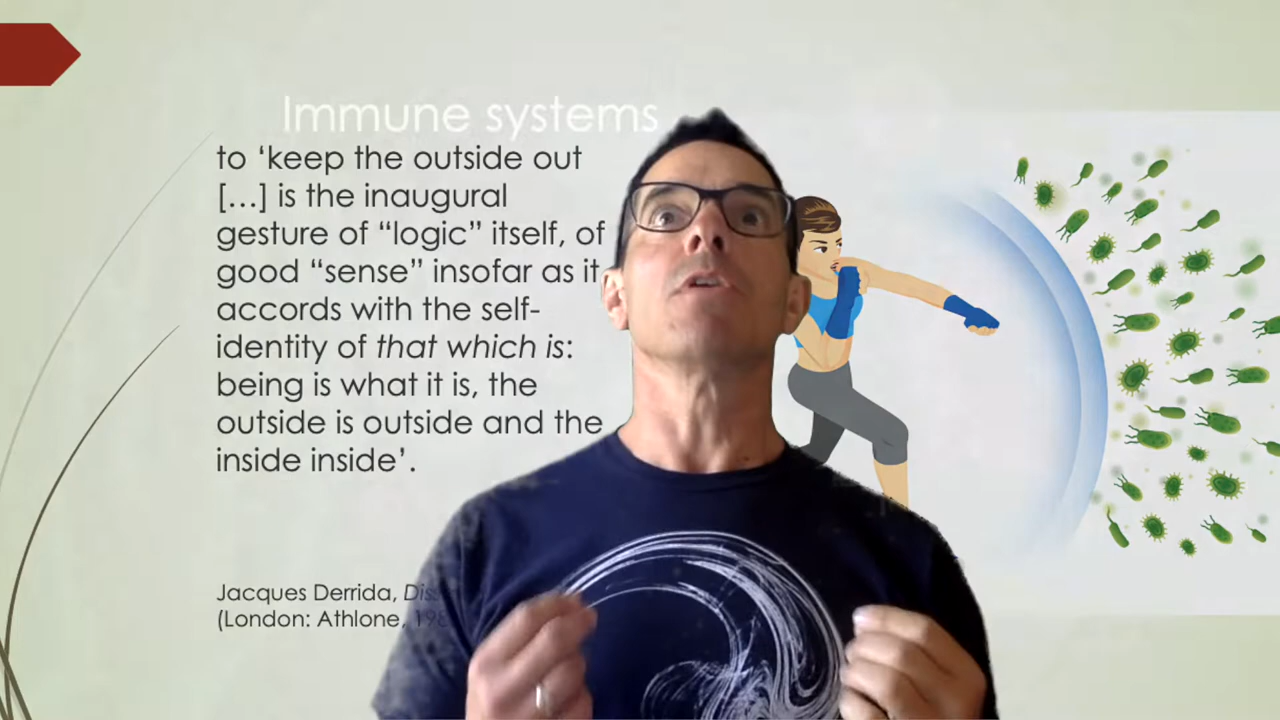 Immune systems
to ‘keep the outside out
[…] is the inaugural
gesture of “logic” itself, of
good “sense” insofar as it
accords with the self-
identity of that which is:
being is what it is, the
outside is outside and the
inside inside’.
Jacques Derrida,
(London: Athlone,